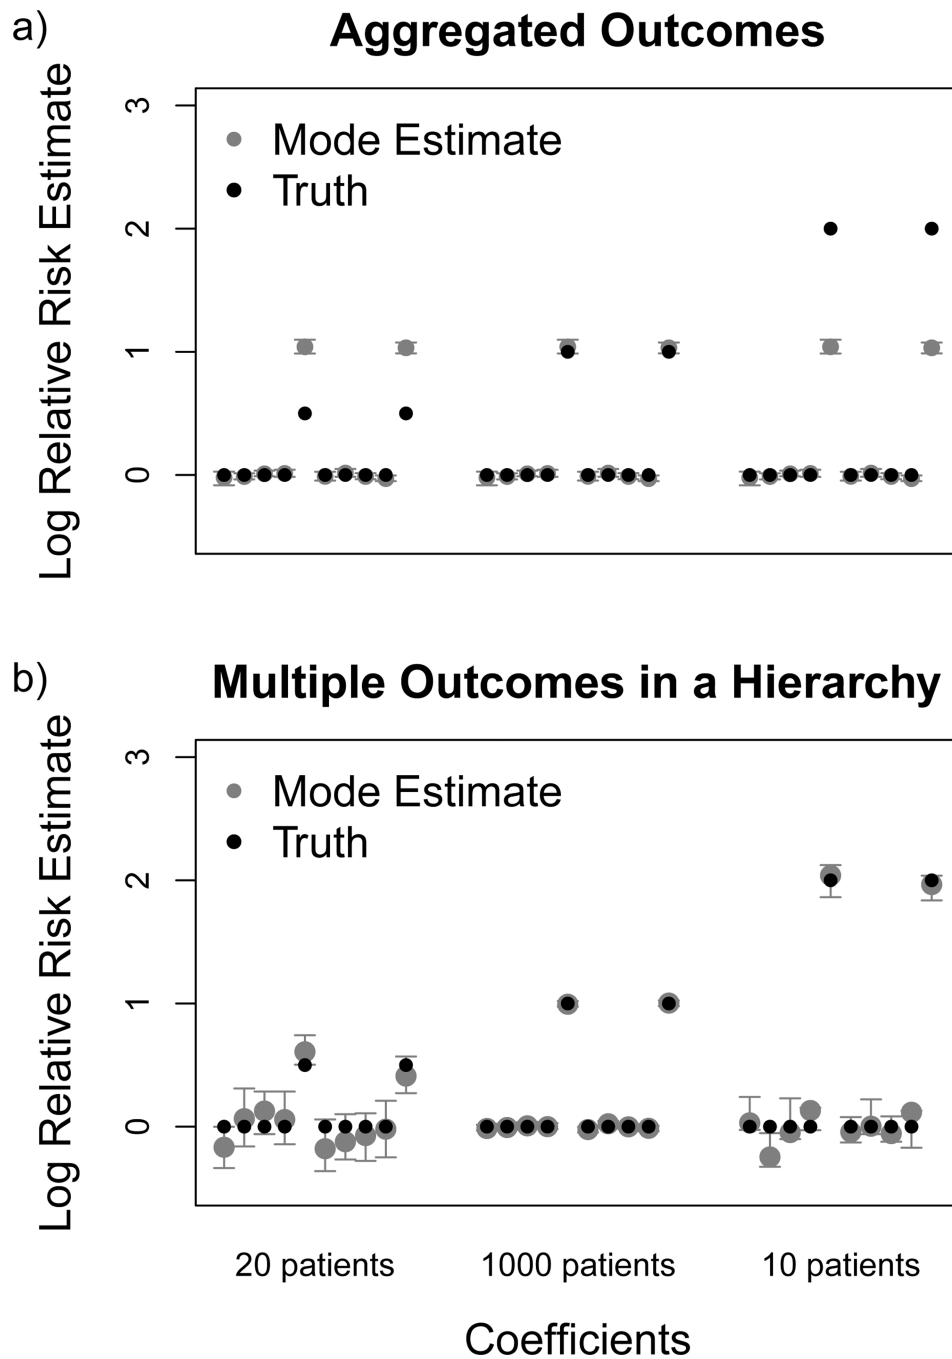 a)
Aggregated Outcomes
Log Relative Risk Estimate
3
2
1
0
Mode Estimate
Truth
b)
Multiple Outcomes in a Hierarchy
Log Relative Risk Estimate
3
2
1
0
Mode Estimate
Truth
20 patients
1000 patients
10 patients
Coefficients